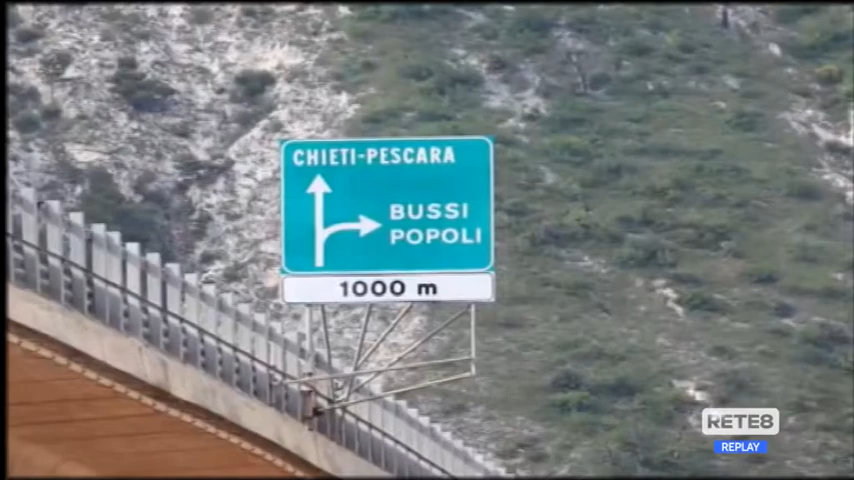 CHIETI-PESCARA
BUSSI
POPOLI
1000 m
RETE8
REPLAY